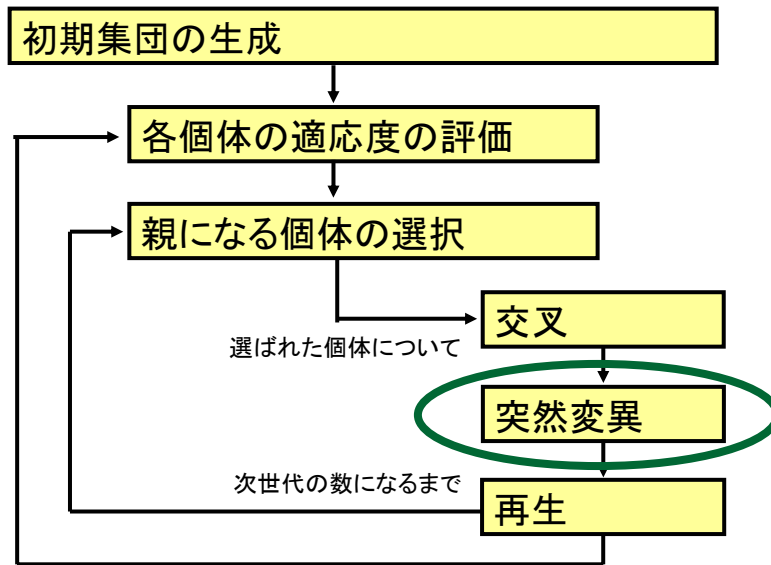 初期集団の生成
各個体の適応度の評価
親になる個体の選択
交叉
選ばれた個体について
突然変異
次世代の数になるまで
再生